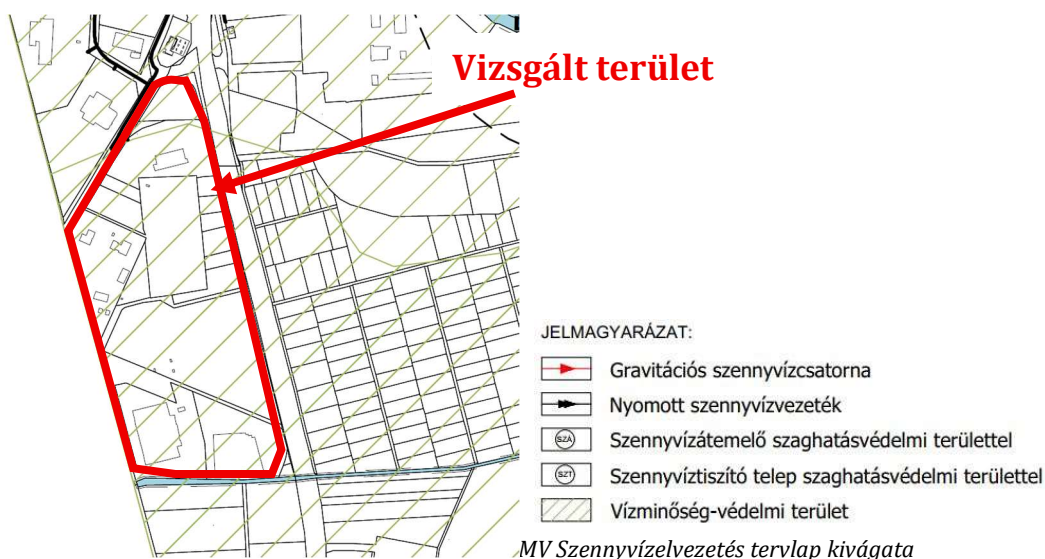 Vizsgált terület
JELMAGYARÁZAT:
Gravitációs szennyvízcsatorna
Nyomott szennyvízvezeték
SZÁ Szennyvízátemelő szaghatásvédelmi területtel
SZT Szennyvíztisztító telep szaghatásvédelmi területtel
Vízminőség-védelmi terület
MV Szennyvízelvezetés tervlap kivágata